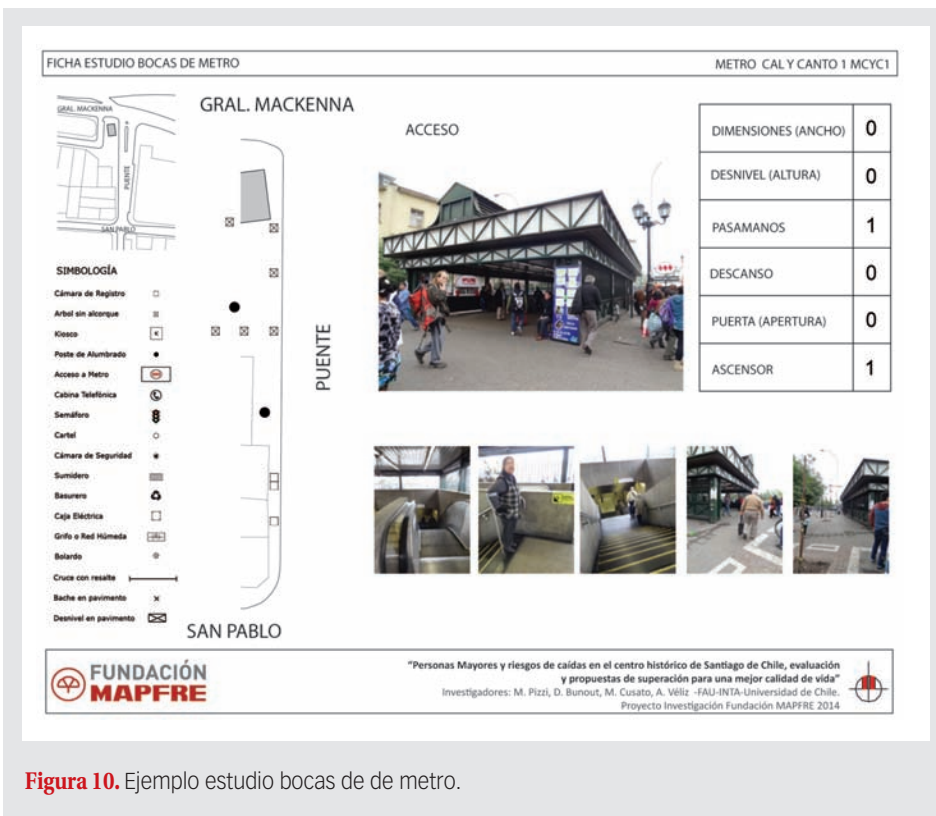 FICHA ESTUDIO BOCAS DE METRO
METRO CAL Y CANTO 1 MCYC1
GRAL. MACKENNA
PUENTE
SAN PABLO
GRAL. MACKENNA
PUENTE
SAN PABLO
SIMBOLOGÍA
Cámara de Registro
Arbol sin alcorque
Kiosco
K
Poste de Alumbrado
Acceso a Metro
Cabina Telefónica
Semáforo
Cartel
Cámara de Seguridad
Sumidero
Basurero
Caja Eléctrica
Grifo o Red Húmeda
Bolardo
Cruce con resalte
Bache en pavimento
Desnivel en pavimento
ACCESO
DIMENSIONES (ANCHO) 0
DESNIVEL (ALTURA) 0
PASAMANOS 1
DESCANSO 0
PUERTA (APERTURA) 0
ASCENSOR 1
FUNDACIÓN
MAPFRE
"Personas Mayores y riesgos de caídas en el centro histórico de Santiago de Chile, evaluación
y propuestas de superación para una mejor calidad de vida"
Investigadores: M. Pizzi, D. Bunout, M. Cusato, A. Véliz -FAU-INTA-Universidad de Chile.
Proyecto Investigación Fundación MAPFRE 2014
Figura 10. Ejemplo estudio bocas de de metro.